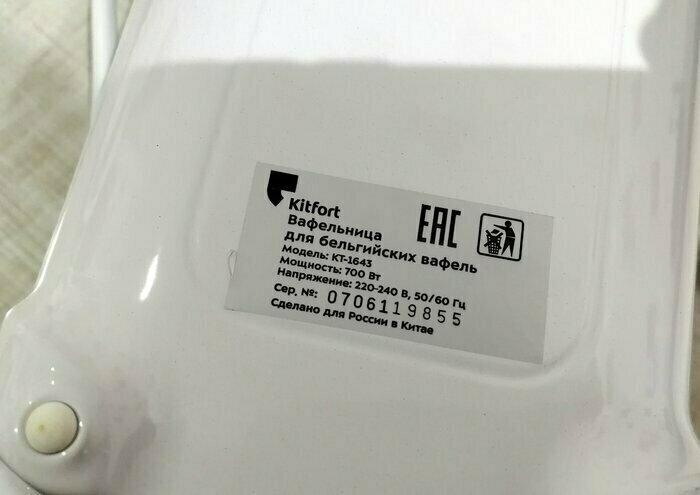 Kitfort
EAC
Вафельница
для бельгийских вафель
Модель: КТ-1643
Мощность: 700 Вт
Напряжение: 220-240 В, 50/60 Гц
Сер. №: 0706119855
Сделано для России в Китае